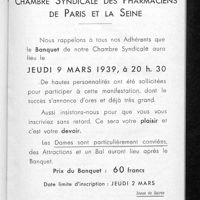 CHAMBRE SYNDICALE DES PHARMACIENS
DE PARIS ET LA SEINE
Nous rappelons à tous nos Adhérents que
le Banquet de notre Chambre Syndicale aura
lieu le
JEUDI 9 MARS 1939, à 20 h. 30
De hautes personnalités ont été sollicitées
pour participer à cette manifestation, dont le
succès s'annonce d'ores et déjà très grand.
Aussi insistons-nous pour que vous vous
inscriviez sans retard. Ce sera votre plaisir et
c'est votre devoir.
Les Dames sont particulièrement conviées,
des Attractions et un Bal auront lieu après le
Banquet.
Prix du Banquet : 60 francs
Date limite d'inscription : JEUDI 2 MARS